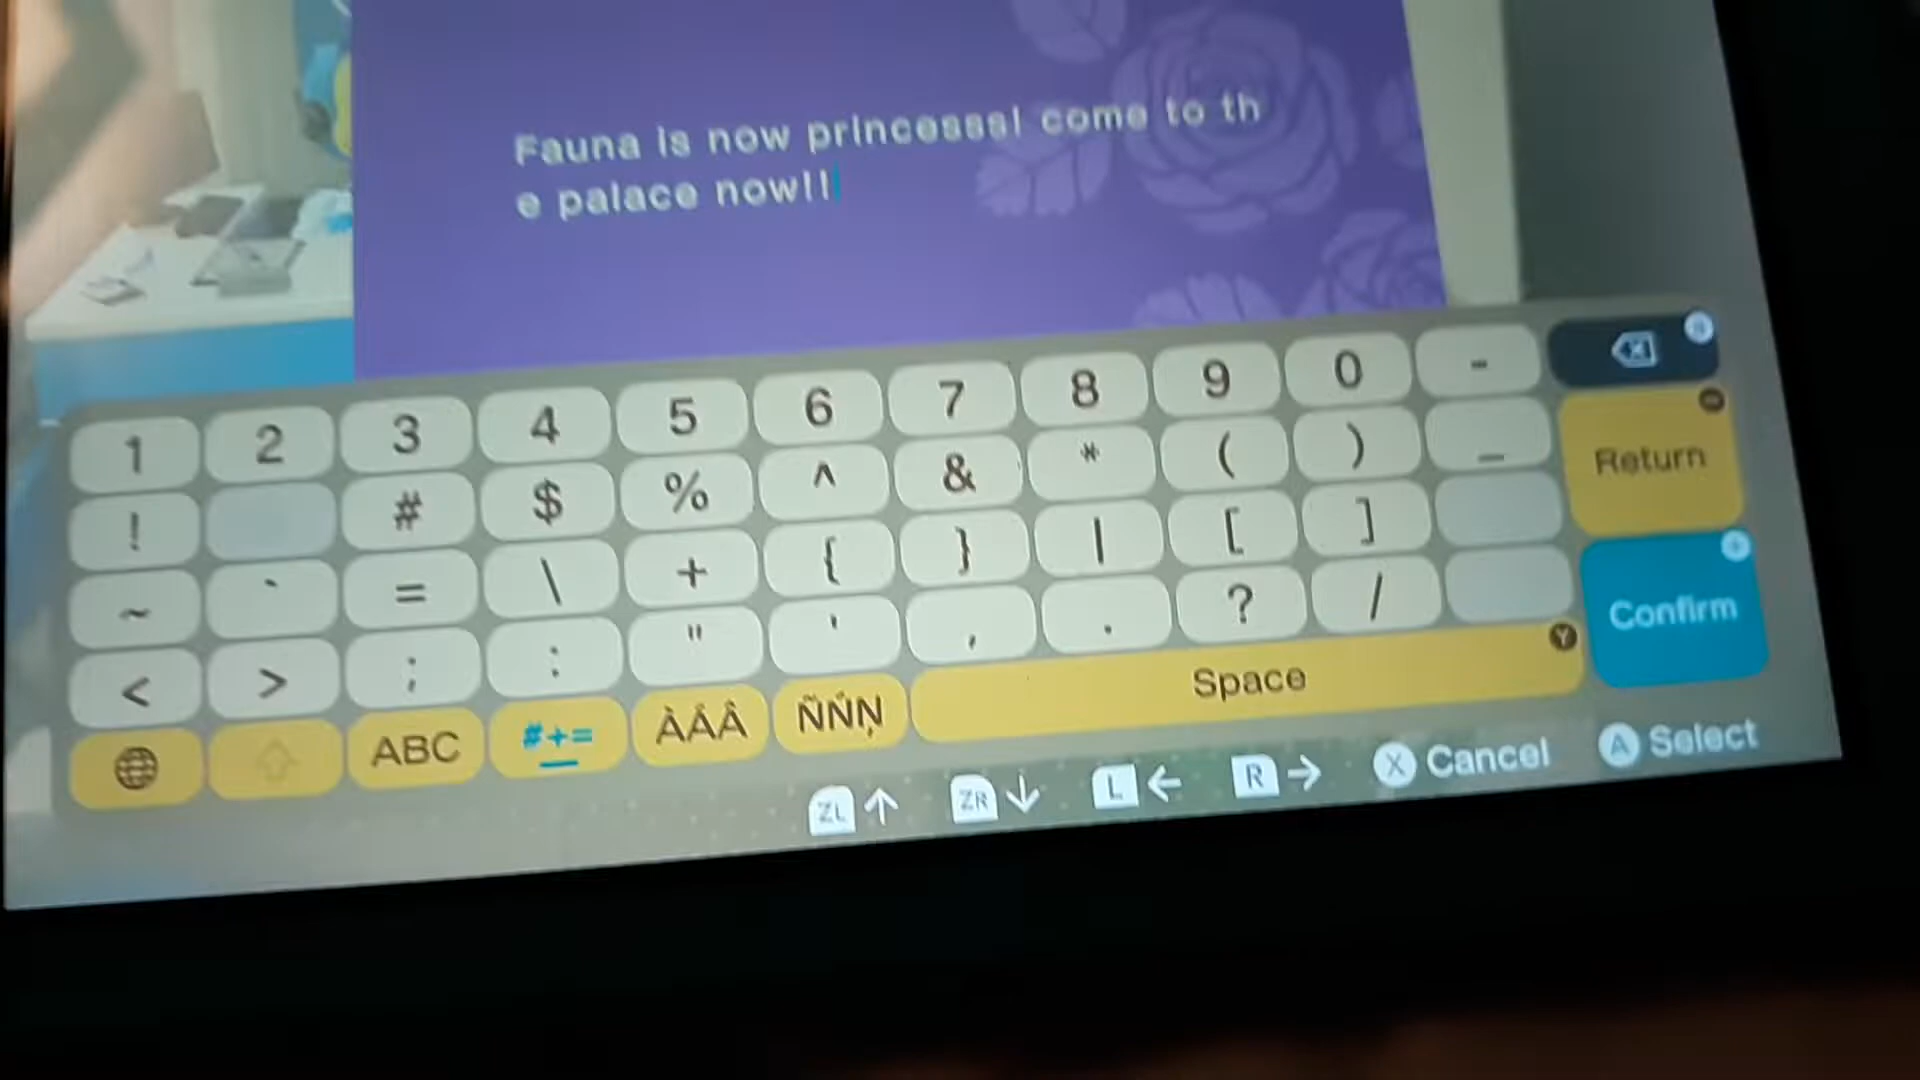 Fauna is now princesss! come to th
e palace now!!
1 2 3 4 5 6 7 8 9 0 -
! # $ % ^ & * ( ) _ Return
~ ` = \ + { } | [ ]
< > ; : " ' , . ? / Confirm
ABC #+= ÀÁÂ ÑŃŅ Space Y
ZL ↑ ZR ↓ L ← R → X Cancel A Select